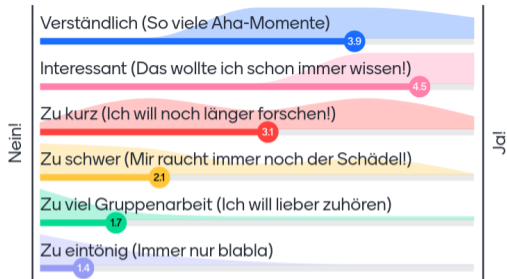 Verständlich (So viele Aha-Momente)
3.9
Interessant (Das wollte ich schon immer wissen!)
4.5
Zu kurz (Ich will noch länger forschen!)
3.1
Zu schwer (Mir raucht immer noch der Schädel!)
2.1
Zu viel Gruppenarbeit (Ich will lieber zuhören)
1.7
Zu eintönig (Immer nur blabla)
1.4
Nein!
Ja!